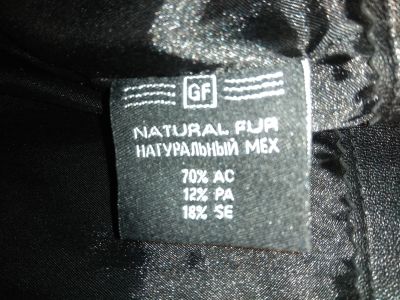 GF
NATURAL FUR
НАТУРАЛЬНЫЙ МЕХ
70% AC
12% PA
18% SE